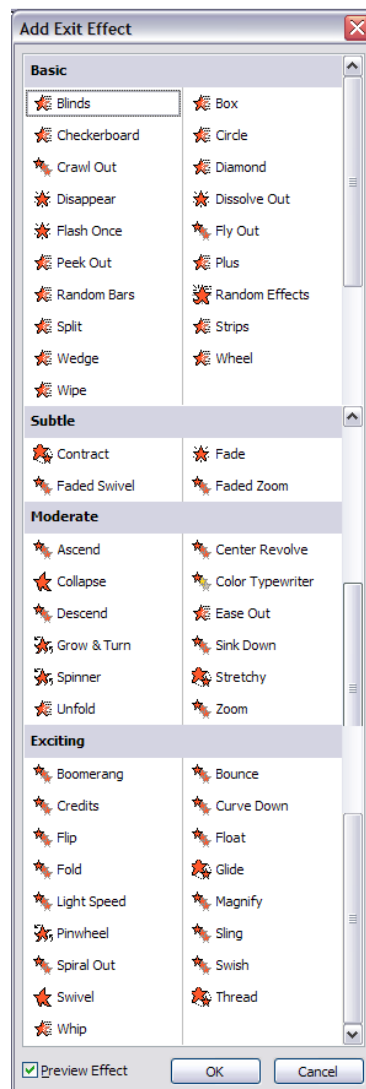 Add Exit Effect
Basic
Blinds Box
Checkerboard Circle
Crawl Out Diamond
Disappear Dissolve Out
Flash Once Fly Out
Peek Out Plus
Random Bars Random Effects
Split Strips
Wedge Wheel
Wipe
Subtle
Contract Fade
Faded Swivel Faded Zoom
Moderate
Ascend Center Revolve
Collapse Color Typewriter
Descend Ease Out
Grow & Turn Sink Down
Spinner Stretchy
Unfold Zoom
Exciting
Boomerang Bounce
Credits Curve Down
Flip Float
Fold Glide
Light Speed Magnify
Pinwheel Sling
Spiral Out Swish
Swivel Thread
Whip
Preview Effect OK Cancel